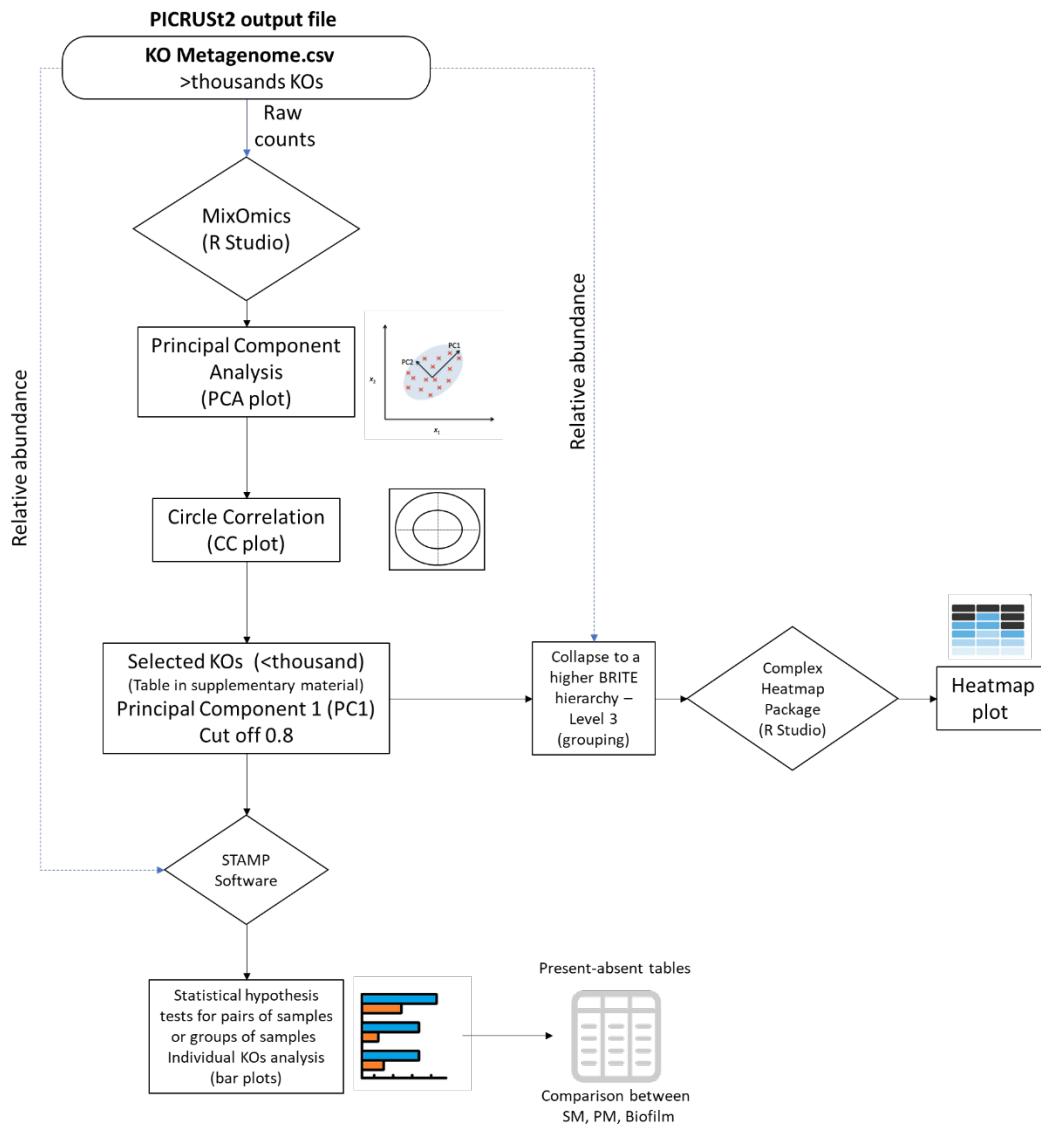 PICRUSt2 output file
KO Metagenome.csv
>thousands KOs
Raw
counts
MixOmics
(R Studio)
Relative abundance
Relative abundance
Principal Component
Analysis
(PCA plot)
PC2
PC1
x2
x1
Circle Correlation
(CC plot)
Selected KOs (<thousand)
(Table in supplementary material)
Principal Component 1 (PC1)
Cut off 0.8
Collapse to a
higher BRITE
hierarchy –
Level 3
(grouping)
Complex
Heatmap
Package
(R Studio)
Heatmap
plot
STAMP
Software
Statistical hypothesis
tests for pairs of samples
or groups of samples
Individual KOs analysis
(bar plots)
Present-absent tables
Comparison between
SM, PM, Biofilm